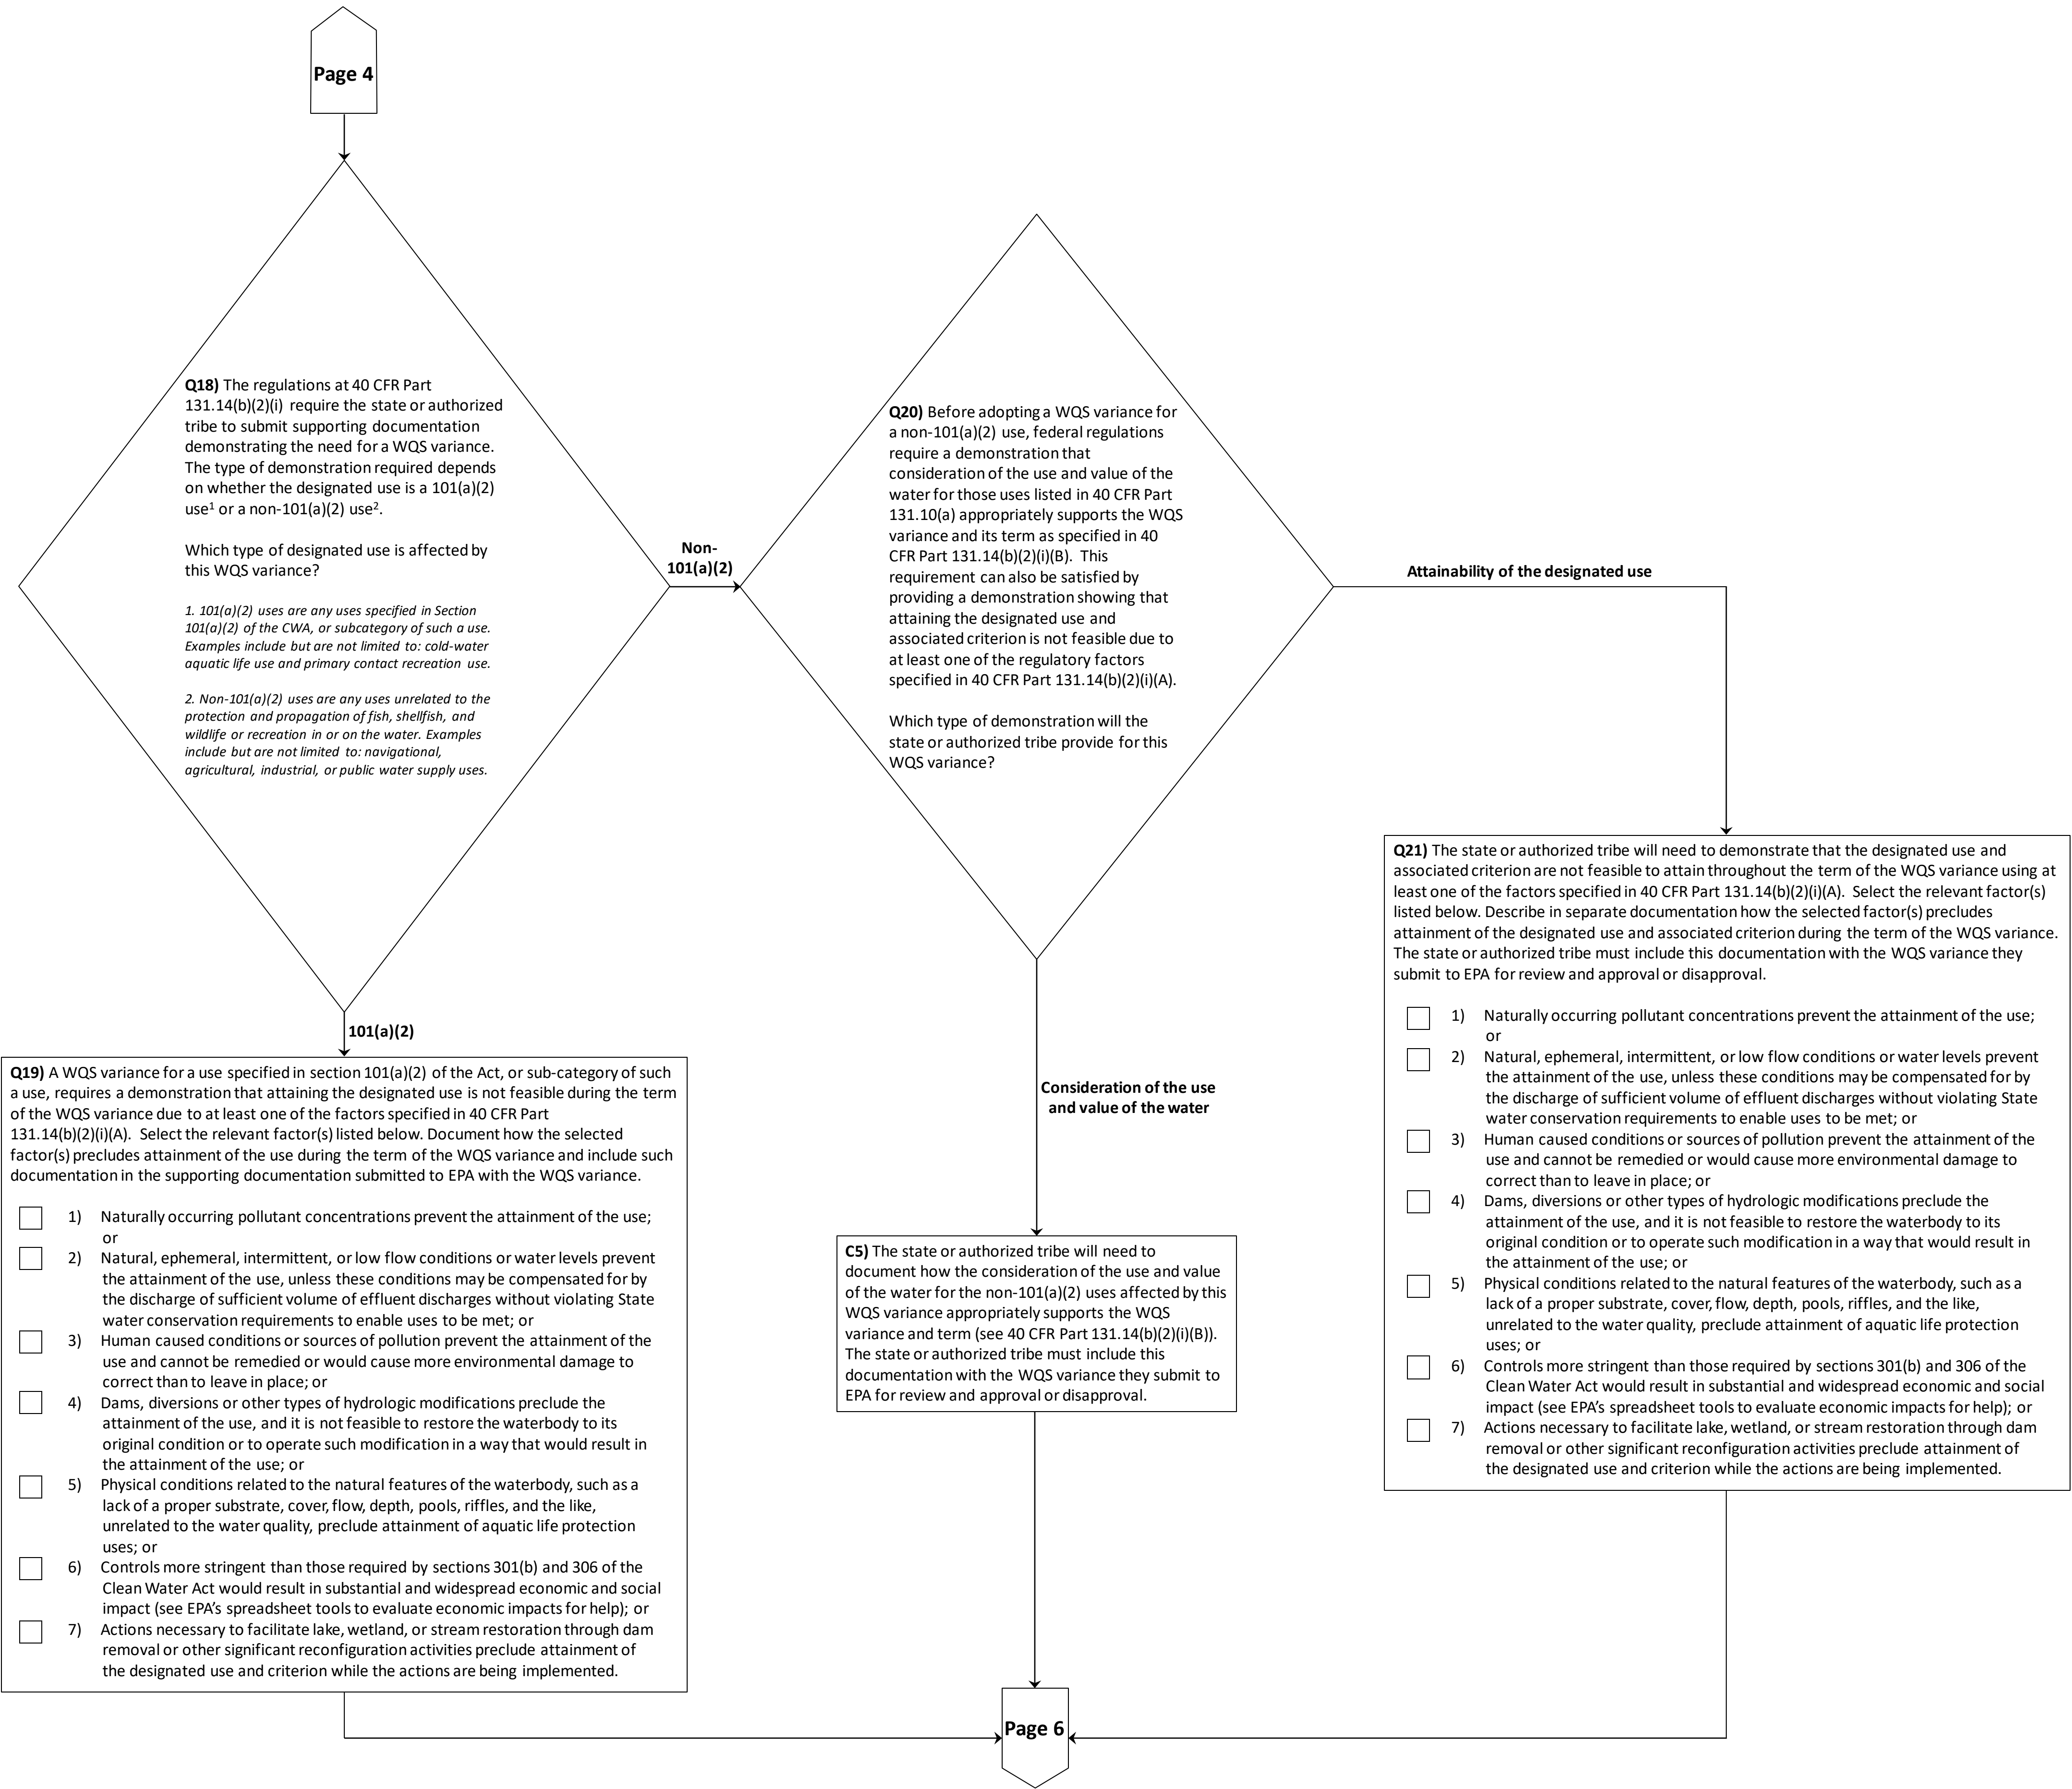 Page 4
Q18) The regulations at 40 CFR Part
131.14(b)(2)(i) require the state or authorized
tribe to submit supporting documentation
demonstrating the need for a WQS variance.
The type of demonstration required depends
on whether the designated use is a 101(a)(2)
use¹ or a non-101(a)(2) use².
Which type of designated use is affected by
this WQS variance?
1. 101(a)(2) uses are any uses specified in Section
101(a)(2) of the CWA, or subcategory of such a use.
Examples include but are not limited to: cold-water
aquatic life use and primary contact recreation use.
2. Non-101(a)(2) uses are any uses unrelated to the
protection and propagation of fish, shellfish, and
wildlife or recreation in or on the water. Examples
include but are not limited to: navigational,
agricultural, industrial, or public water supply uses.
Non-
101(a)(2)
Q20) Before adopting a WQS variance for
a non-101(a)(2) use, federal regulations
require a demonstration that
consideration of the use and value of the
water for those uses listed in 40 CFR Part
131.10(a) appropriately supports the WQS
variance and its term as specified in 40
CFR Part 131.14(b)(2)(i)(B). This
requirement can also be satisfied by
providing a demonstration showing that
attaining the designated use and
associated criterion is not feasible due to
at least one of the regulatory factors
specified in 40 CFR Part 131.14(b)(2)(i)(A).
Which type of demonstration will the
state or authorized tribe provide for this
WQS variance?
Attainability of the designated use
Q21) The state or authorized tribe will need to demonstrate that the designated use and
associated criterion are not feasible to attain throughout the term of the WQS variance using at
least one of the factors specified in 40 CFR Part 131.14(b)(2)(i)(A). Select the relevant factor(s)
listed below. Describe in separate documentation how the selected factor(s) precludes
attainment of the designated use and associated criterion during the term of the WQS variance.
The state or authorized tribe must include this documentation with the WQS variance they
submit to EPA for review and approval or disapproval.
1) Naturally occurring pollutant concentrations prevent the attainment of the use;
or
2) Natural, ephemeral, intermittent, or low flow conditions or water levels prevent
the attainment of the use, unless these conditions may be compensated for by
the discharge of sufficient volume of effluent discharges without violating State
water conservation requirements to enable uses to be met; or
3) Human caused conditions or sources of pollution prevent the attainment of the
use and cannot be remedied or would cause more environmental damage to
correct than to leave in place; or
4) Dams, diversions or other types of hydrologic modifications preclude the
attainment of the use, and it is not feasible to restore the waterbody to its
original condition or to operate such modification in a way that would result in
the attainment of the use; or
5) Physical conditions related to the natural features of the waterbody, such as a
lack of a proper substrate, cover, flow, depth, pools, riffles, and the like,
unrelated to the water quality, preclude attainment of aquatic life protection
uses; or
6) Controls more stringent than those required by sections 301(b) and 306 of the
Clean Water Act would result in substantial and widespread economic and social
impact (see EPA's spreadsheet tools to evaluate economic impacts for help); or
7) Actions necessary to facilitate lake, wetland, or stream restoration through dam
removal or other significant reconfiguration activities preclude attainment of
the designated use and criterion while the actions are being implemented.
101(a)(2)
Q19) A WQS variance for a use specified in section 101(a)(2) of the Act, or sub-category of such
a use, requires a demonstration that attaining the designated use is not feasible during the term
of the WQS variance due to at least one of the factors specified in 40 CFR Part
131.14(b)(2)(i)(A). Select the relevant factor(s) listed below. Document how the selected
factor(s) precludes attainment of the use during the term of the WQS variance and include such
documentation in the supporting documentation submitted to EPA with the WQS variance.
1) Naturally occurring pollutant concentrations prevent the attainment of the use;
or
2) Natural, ephemeral, intermittent, or low flow conditions or water levels prevent
the attainment of the use, unless these conditions may be compensated for by
the discharge of sufficient volume of effluent discharges without violating State
water conservation requirements to enable uses to be met; or
3) Human caused conditions or sources of pollution prevent the attainment of the
use and cannot be remedied or would cause more environmental damage to
correct than to leave in place; or
4) Dams, diversions or other types of hydrologic modifications preclude the
attainment of the use, and it is not feasible to restore the waterbody to its
original condition or to operate such modification in a way that would result in
the attainment of the use; or
5) Physical conditions related to the natural features of the waterbody, such as a
lack of a proper substrate, cover, flow, depth, pools, riffles, and the like,
unrelated to the water quality, preclude attainment of aquatic life protection
uses; or
6) Controls more stringent than those required by sections 301(b) and 306 of the
Clean Water Act would result in substantial and widespread economic and social
impact (see EPA's spreadsheet tools to evaluate economic impacts for help); or
7) Actions necessary to facilitate lake, wetland, or stream restoration through dam
removal or other significant reconfiguration activities preclude attainment of
the designated use and criterion while the actions are being implemented.
Consideration of the use
and value of the water
C5) The state or authorized tribe will need to
document how the consideration of the use and value
of the water for the non-101(a)(2) uses affected by this
WQS variance appropriately supports the WQS
variance and term (see 40 CFR Part 131.14(b)(2)(i)(B)).
The state or authorized tribe must include this
documentation with the WQS variance they submit to
EPA for review and approval or disapproval.
Page 6